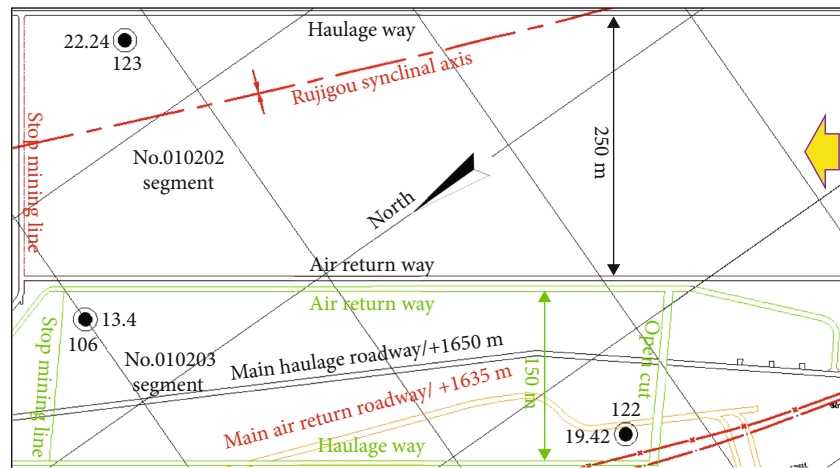 Haulage way
22.24
123
Rujigou synclinal axis
Stop mining line
No.010202
segment
250 m
North
Air return way
Air return way
13.4
106
Stop mining line
No.010203
segment
Main haulage roadway/+1650 m
150 m
Open cut
Main air return roadway/ +1635 m
122
19.42
Haulage way